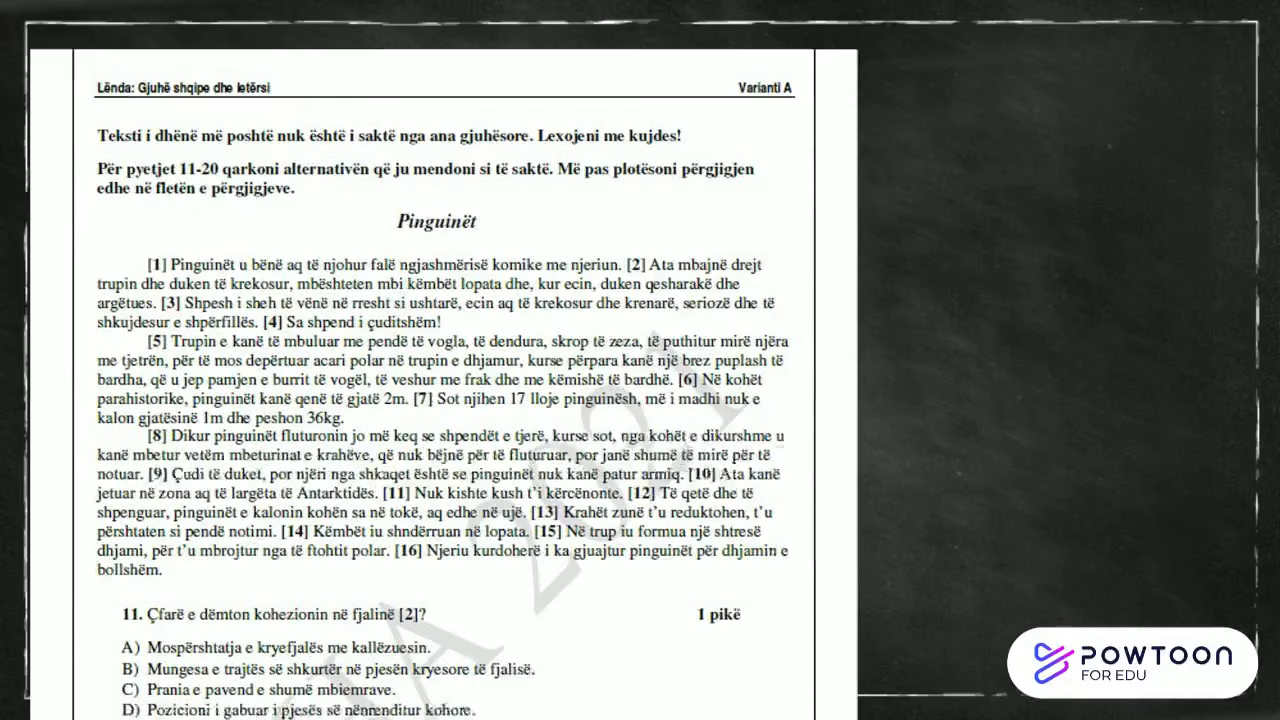 Lënda: Gjuhë shqipe dhe letërsi
Varianti A
Teksti i dhënë më poshtë nuk është i saktë nga ana gjuhësore. Lexojeni me kujdes!
Për pyetjet 11-20 qarkoni alternativën që ju mendoni si të saktë. Më pas plotësoni përgjigjen
edhe në fletën e përgjigjeve.
Pinguinët
[1] Pinguinët u bënë aq të njohur falë ngjashmërisë komike me njeriun. [2] Ata mbajnë drejt
trupin dhe duken të krekosur, mbështeten mbi këmbët lopata dhe, kur ecin, duken qesharakë dhe
argëtues. [3] Shpesh i sheh të vënë në rresht si ushtarë, ecin aq të krekosur dhe krenarë, seriozë dhe të
shkujdesur e shpërfillës. [4] Sa shpend i çuditshëm!
[5] Trupin e kanë të mbuluar me pendë të vogla, të dendura, skrop të zeza, të puthitur mirë njëra
me tjetrën, për të mos depërtuar acari polar në trupin e dhjamur, kurse përpara kanë një brez puplash të
bardha, që u jep pamjen e burrit të vogël, të veshur me frak dhe me këmishë të bardhë. [6] Në kohët
parahistorike, pinguinët kanë qenë të gjatë 2m. [7] Sot njihen 17 lloje pinguinësh, më i madhi nuk e
kalon gjatësinë 1m dhe peshon 36kg.
[8] Dikur pinguinët fluturonin jo më keq se shpendët e tjerë, kurse sot, nga kohët e dikurshme u
kanë mbetur vetëm mbeturinat e krahëve, që nuk bëjnë për të fluturuar, por janë shumë të mirë për të
notuar. [9] Çudi të duket, por njëri nga shkaqet është se pinguinët nuk kanë patur armiq. [10] Ata kanë
jetuar në zona aq të largëta të Antarktidës. [11] Nuk kishte kush t’i kërcënonte. [12] Të qetë dhe të
shpenguar, pinguinët e kalonin kohën sa në tokë, aq edhe në ujë. [13] Krahët zunë t’u reduktohen, t’u
përshtaten si pendë notimi. [14] Këmbët iu shndërruan në lopata. [15] Në trup iu formua një shtresë
dhjami, për t’u mbrojtur nga të ftohtit polar. [16] Njeriu kurdoherë i ka gjuajtur pinguinët për dhjamin e
bollshëm.
11. Çfarë e dëmton kohezionin në fjalinë [2]?
1 pikë
A) Mospërshtatja e kryefjalës me kallëzuesin.
B) Mungesa e trajtës së shkurtër në pjesën kryesore të fjalisë.
C) Prania e pavend e shumë mbiemrave.
D) Pozicioni i gabuar i pjesës së nënrenditur kohore.
POWTOON
FOR EDU